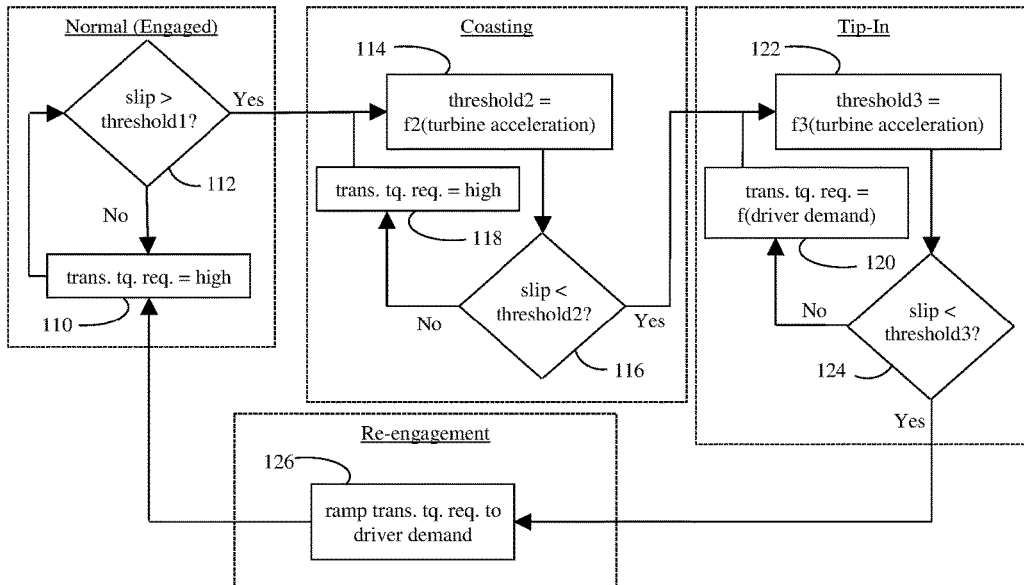 Normal (Engaged)
slip >
threshold1?
Yes
112
No
trans. tq. req. = high
110
Coasting
114
threshold2 =
f2(turbine acceleration)
trans. tq. req. = high
118
slip <
threshold2?
No
Yes
116
Tip-In
122
threshold3 =
f3(turbine acceleration)
trans. tq. req. =
f(driver demand)
120
No
slip <
threshold3?
124
Yes
Re-engagement
126
ramp trans. tq. req. to
driver demand